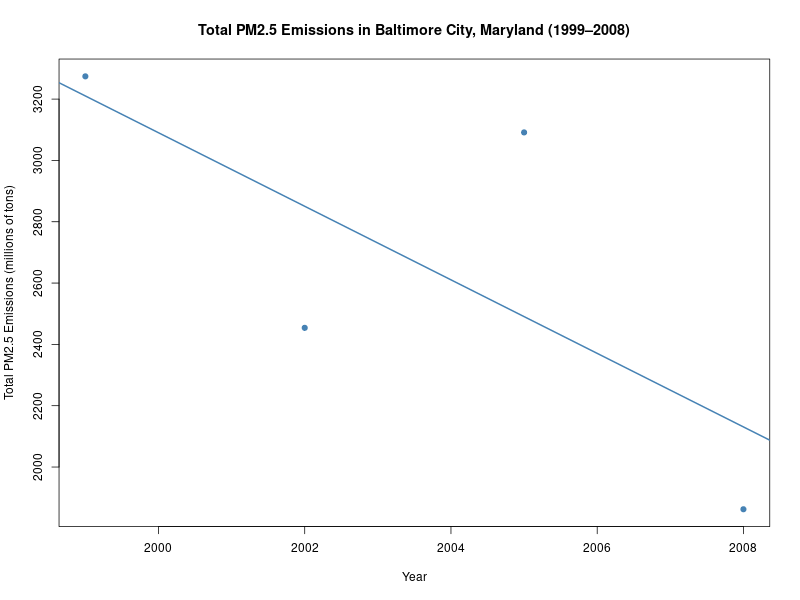 Total PM2.5 Emissions in Baltimore City, Maryland (1999–2008)
Total PM2.5 Emissions (millions of tons)
3200
3000
2800
2600
2400
2200
2000
2000 2002 2004 2006 2008
Year